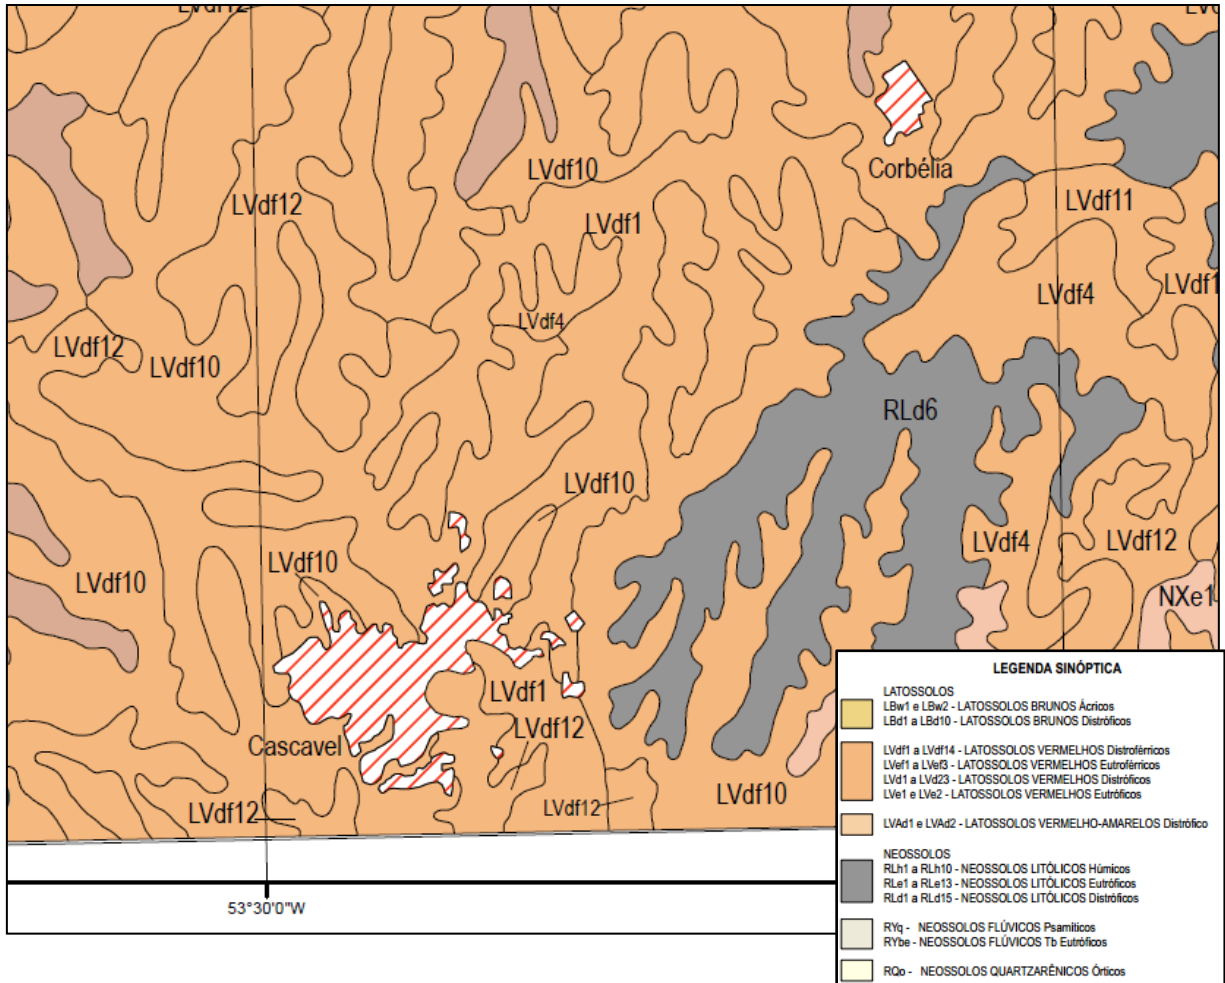 LVdf12
LVdf10
Corbélia
LVdf12
LVdf11
LVdf1
LVdf4
LVdf1
LVdf4
LVdf12
LVdf10
RLd6
LVdf10
LVdf4
LVdf12
LVdf10
LVdf10
NXe1
LVdf1
LVdf12
Cascavel
LVdf12
LVdf12
LVdf10
53°30'0"W
LEGENDA SINÓPTICA
LATOSSOLOS
LBw1 e LBw2 - LATOSSOLOS BRUNOS Ácricos
LBd1 a LBd10 - LATOSSOLOS BRUNOS Distróficos
LVdf1 a LVdf14 - LATOSSOLOS VERMELHOS Distroférricos
LVef1 a LVef3 - LATOSSOLOS VERMELHOS Eutroférricos
LVd1 a LVd23 - LATOSSOLOS VERMELHOS Distróficos
LVe1 e LVe2 - LATOSSOLOS VERMELHOS Eutróficos
LVAd1 e LVAd2 - LATOSSOLOS VERMELHO-AMARELOS Distrófico
NEOSSOLOS
RLh1 a RLh10 - NEOSSOLOS LITÓLICOS Húmicos
RLe1 a RLe13 - NEOSSOLOS LITÓLICOS Eutróficos
RLd1 a RLd15 - NEOSSOLOS LITÓLICOS Distróficos
RYq - NEOSSOLOS FLÚVICOS Psamíticos
RYbe - NEOSSOLOS FLÚVICOS Tb Eutróficos
RQo - NEOSSOLOS QUARTZARÊNICOS Órticos